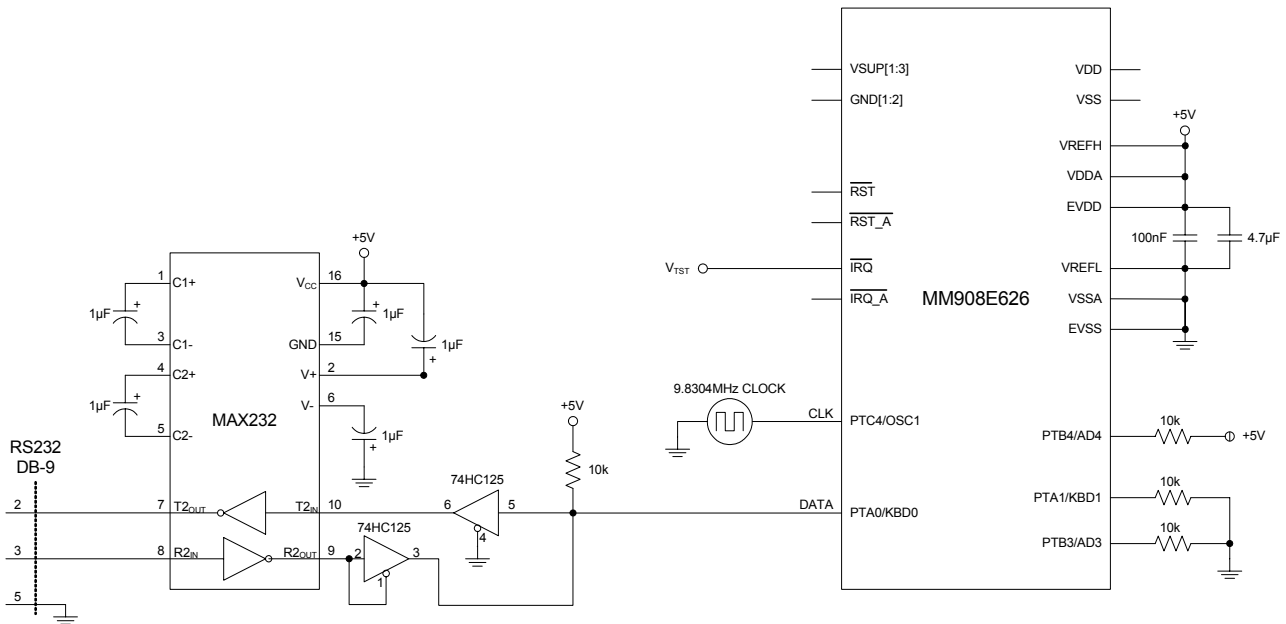 VSUP[1:3]
GND[1:2]
RST
RST_A
IRQ
IRQ_A
VTST
MM908E626
VDD
VSS
+5V
VREFH
VDDA
EVDD
100nF
4.7µF
VREFL
VSSA
EVSS
9.8304MHz CLOCK
CLK
PTC4/OSC1
DATA
PTA0/KBD0
PTB4/AD4
10k
+5V
PTA1/KBD1
10k
PTB3/AD3
10k
+5V
1
C1+
VCC
16
1µF
+
+
1µF
3
C1-
GND
15
1µF
+
4
C2+
V+
2
1µF
+
MAX232
V-
6
1µF
+
5
C2-
RS232
DB-9
+5V
10k
2
7
T2OUT
T2IN
10
6
74HC125
5
4
3
8
R2IN
R2OUT
9
74HC125
2
3
1
5